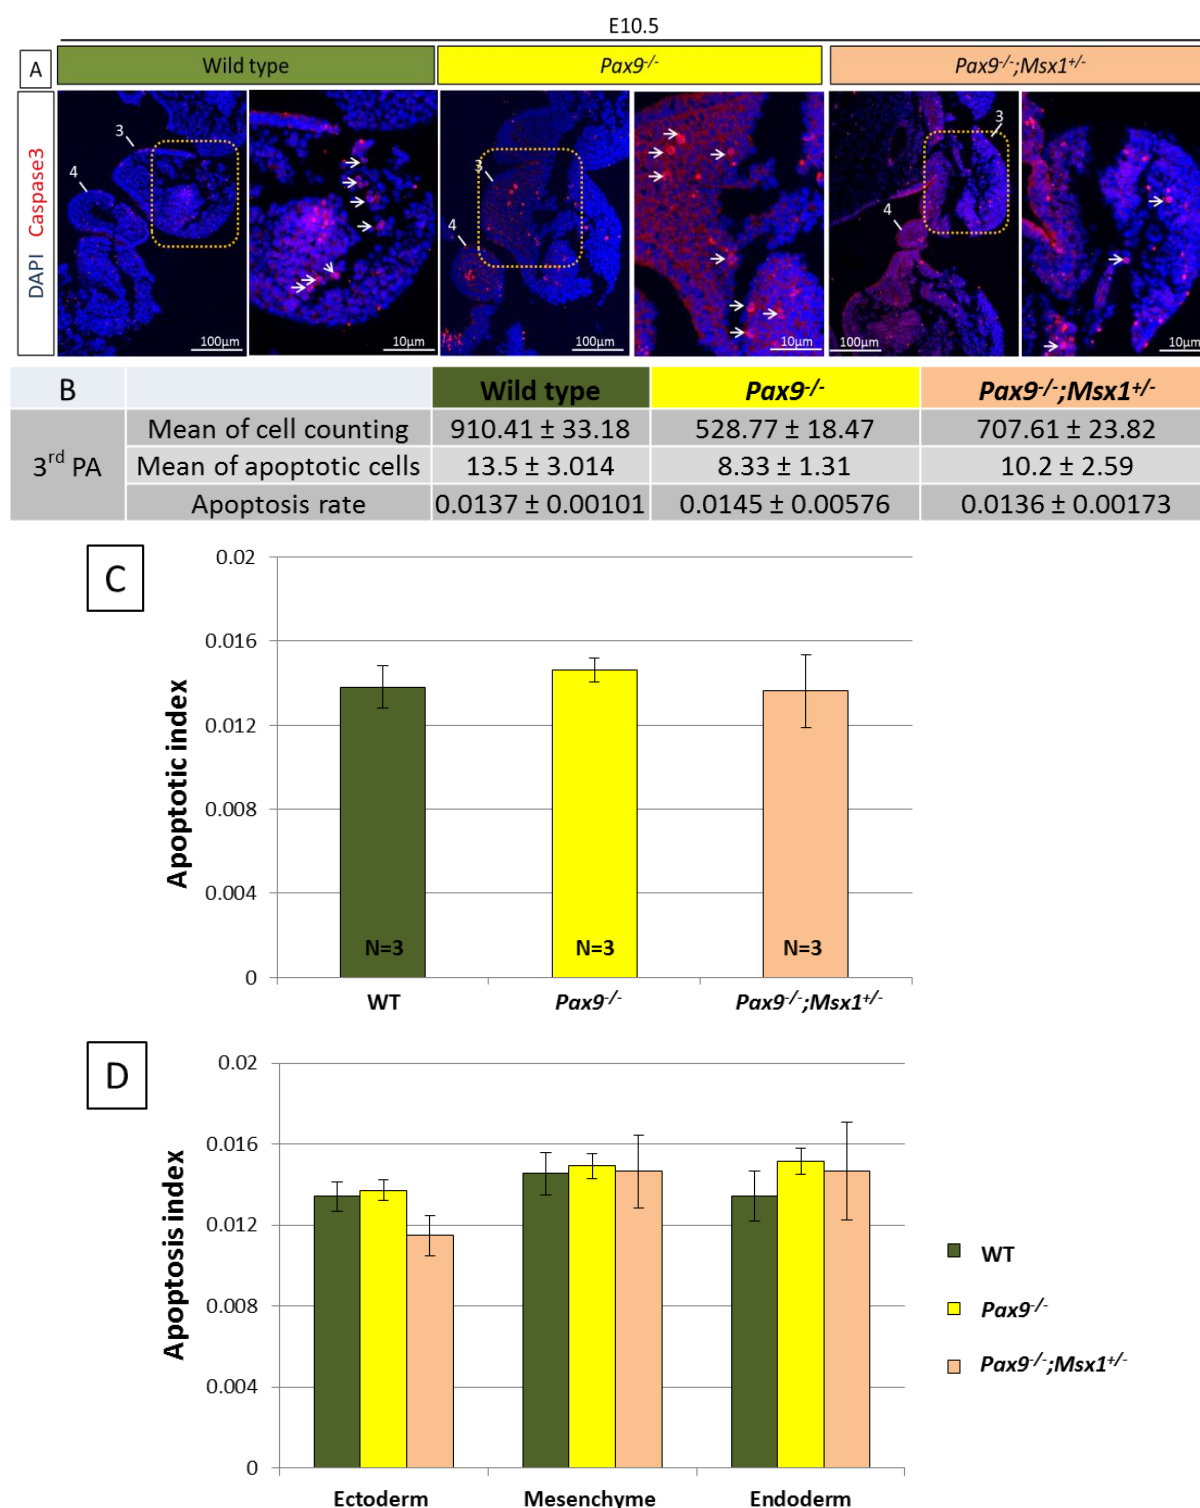 E10.5
A Wild type Pax9-/- Pax9-/-;Msx1+/-
DAPI Caspase3
3
4
100µm
10µm
3
4
100µm
10µm
3
4
100µm
10µm
B Wild type Pax9-/- Pax9-/-;Msx1+/-
3rd PA
Mean of cell counting 910.41 ± 33.18 528.77 ± 18.47 707.61 ± 23.82
Mean of apoptotic cells 13.5 ± 3.014 8.33 ± 1.31 10.2 ± 2.59
Apoptosis rate 0.0137 ± 0.00101 0.0145 ± 0.00576 0.0136 ± 0.00173
C
Apoptotic index
0.02
0.016
0.012
0.008
0.004
0
N=3 N=3 N=3
WT Pax9-/- Pax9-/-;Msx1+/-
D
Apoptosis index
0.02
0.016
0.012
0.008
0.004
0
Ectoderm Mesenchyme Endoderm
WT
Pax9-/-
Pax9-/-;Msx1+/-